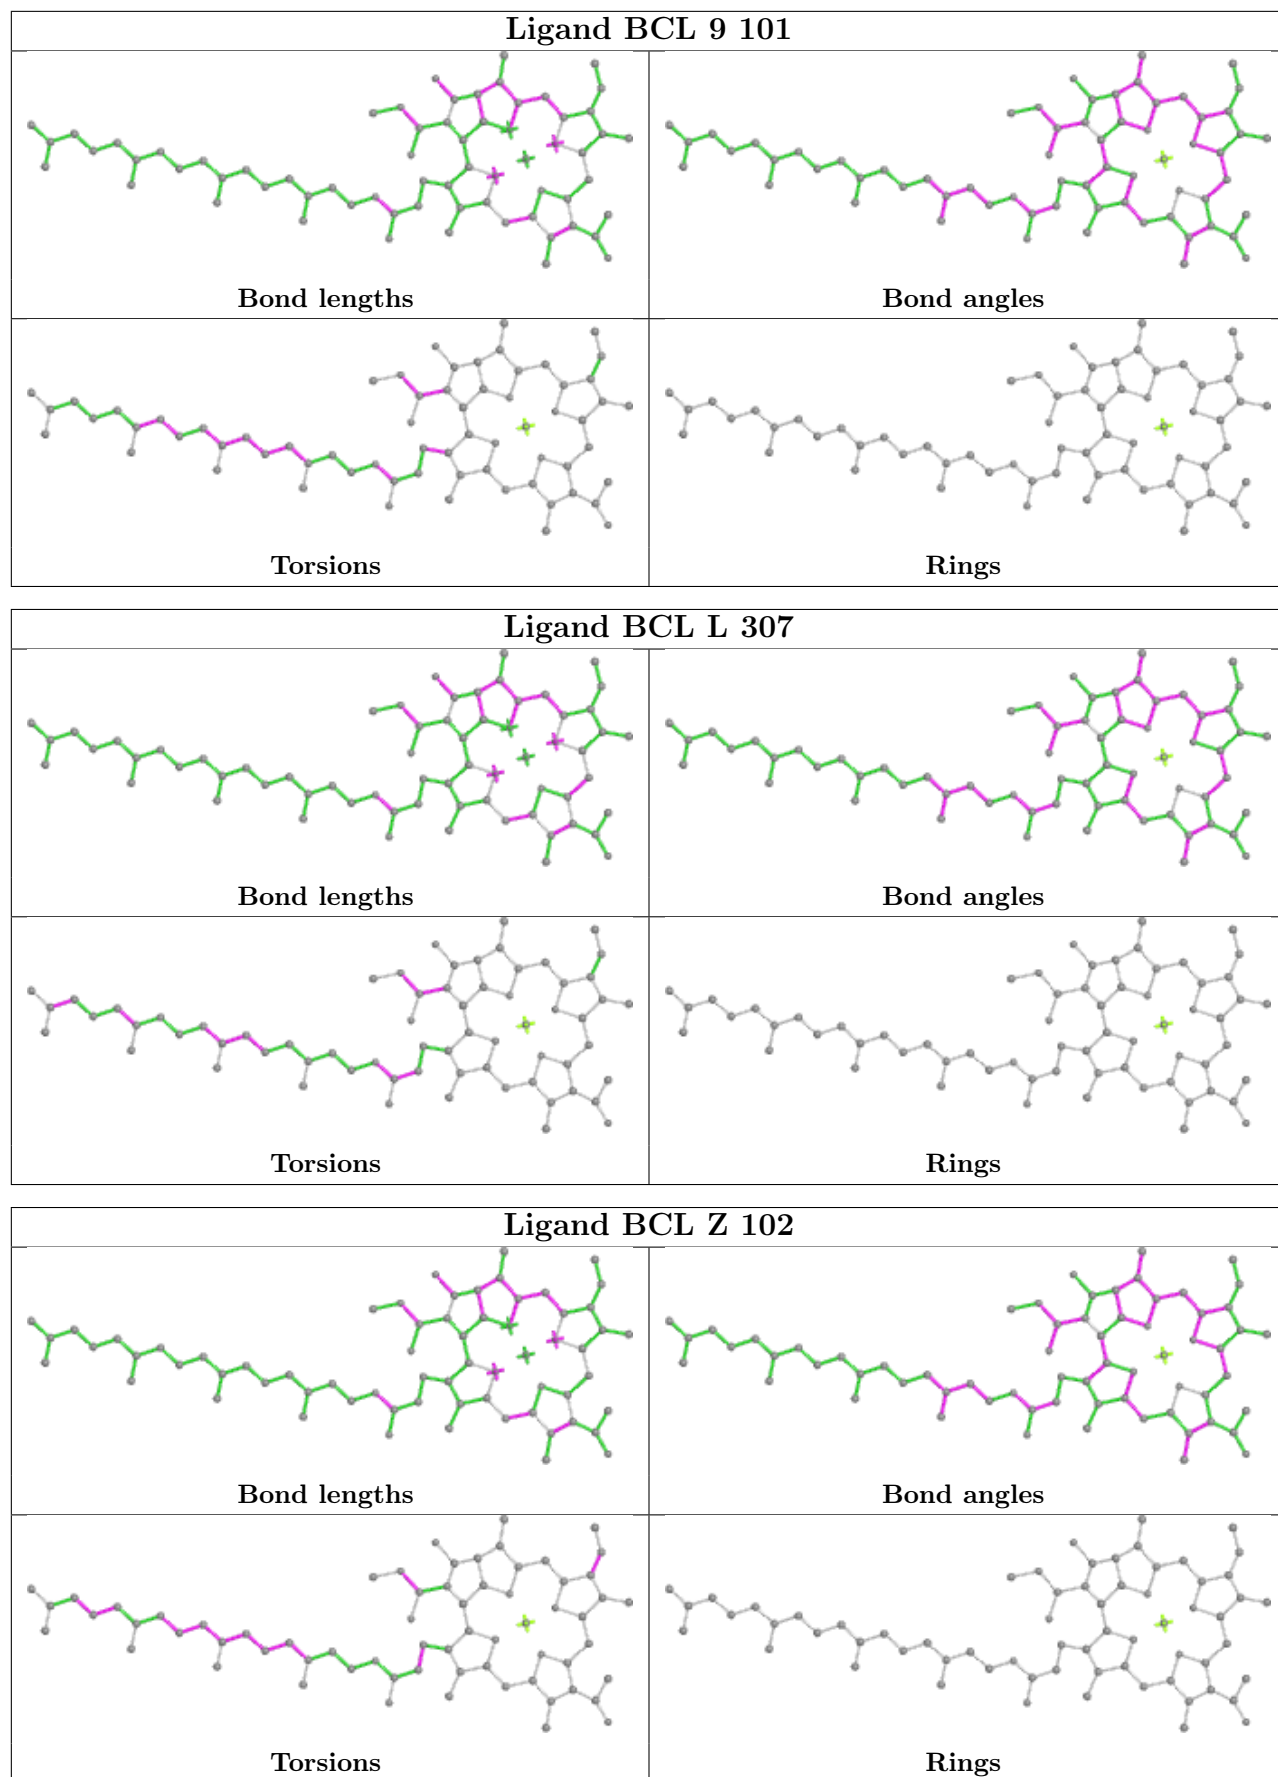 Ligand BCL 9 101
Bond lengths
Bond angles
Torsions
Rings
Ligand BCL L 307
Bond lengths
Bond angles
Torsions
Rings
Ligand BCL Z 102
Bond lengths
Bond angles
Torsions
Rings